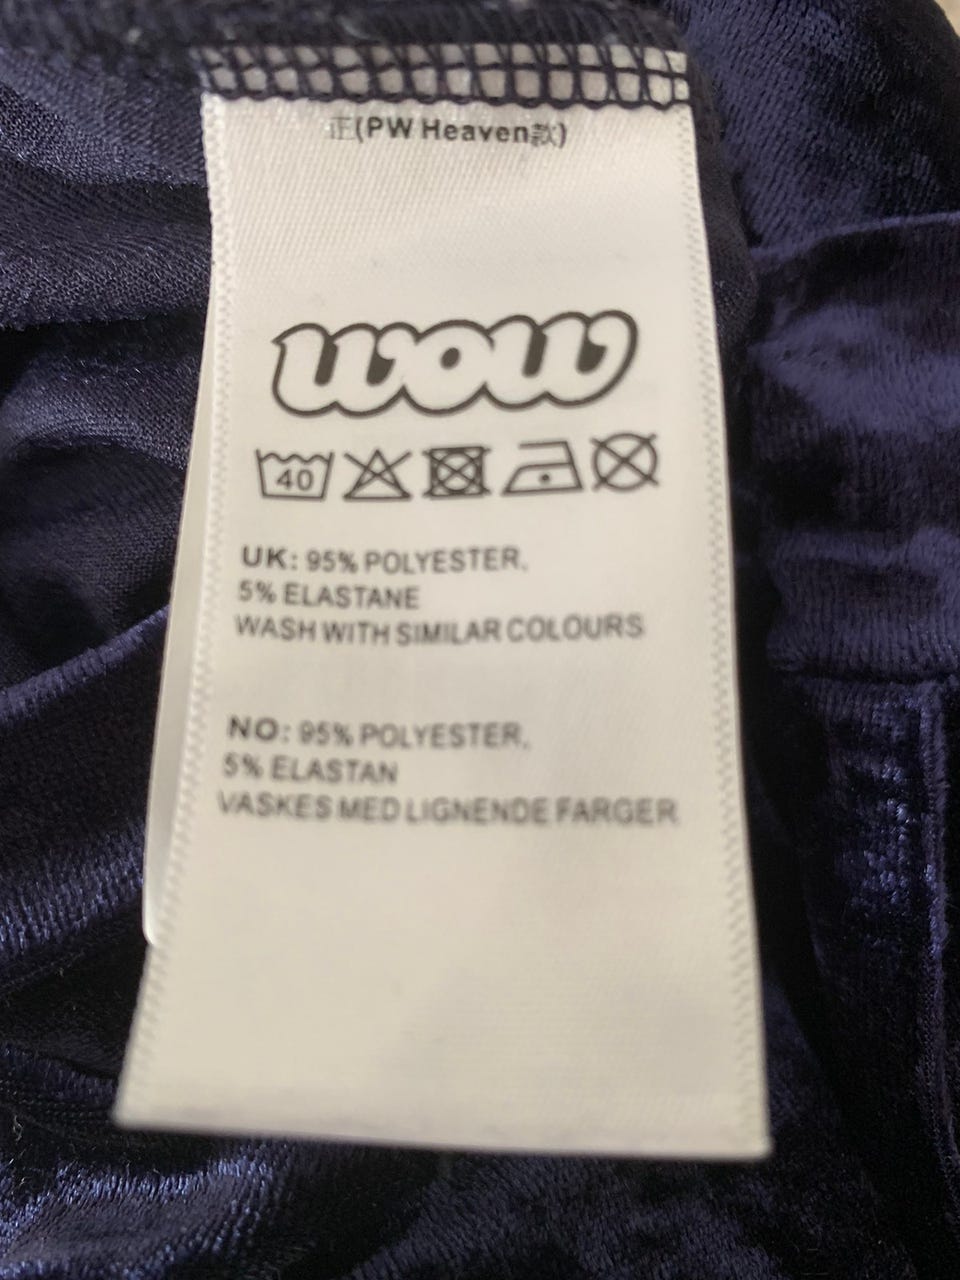 正(PW Heaven款)
wow
40
UK: 95% POLYESTER,
5% ELASTANE
WASH WITH SIMILAR COLOURS
NO: 95% POLYESTER,
5% ELASTAN
VASKES MED LIGNENDE FARGER